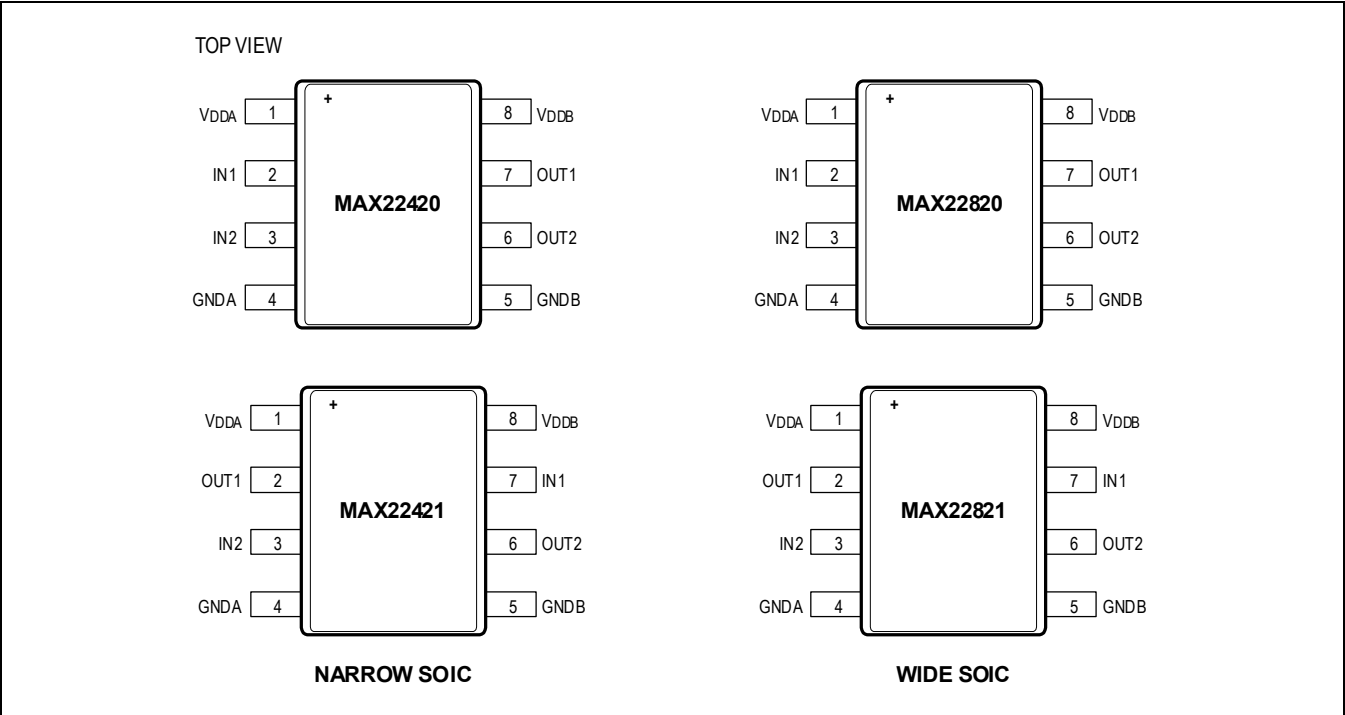 TOP VIEW
+
VDDA 1
8 VDDB
IN1 2
7 OUT1
IN2 3
6 OUT2
GNDA 4
5 GNDB
MAX22420
+
VDDA 1
8 VDDB
IN1 2
7 OUT1
IN2 3
6 OUT2
GNDA 4
5 GNDB
MAX22820
+
VDDA 1
8 VDDB
OUT1 2
7 IN1
IN2 3
6 OUT2
GNDA 4
5 GNDB
MAX22421
+
VDDA 1
8 VDDB
OUT1 2
7 IN1
IN2 3
6 OUT2
GNDA 4
5 GNDB
MAX22821
NARROW SOIC
WIDE SOIC